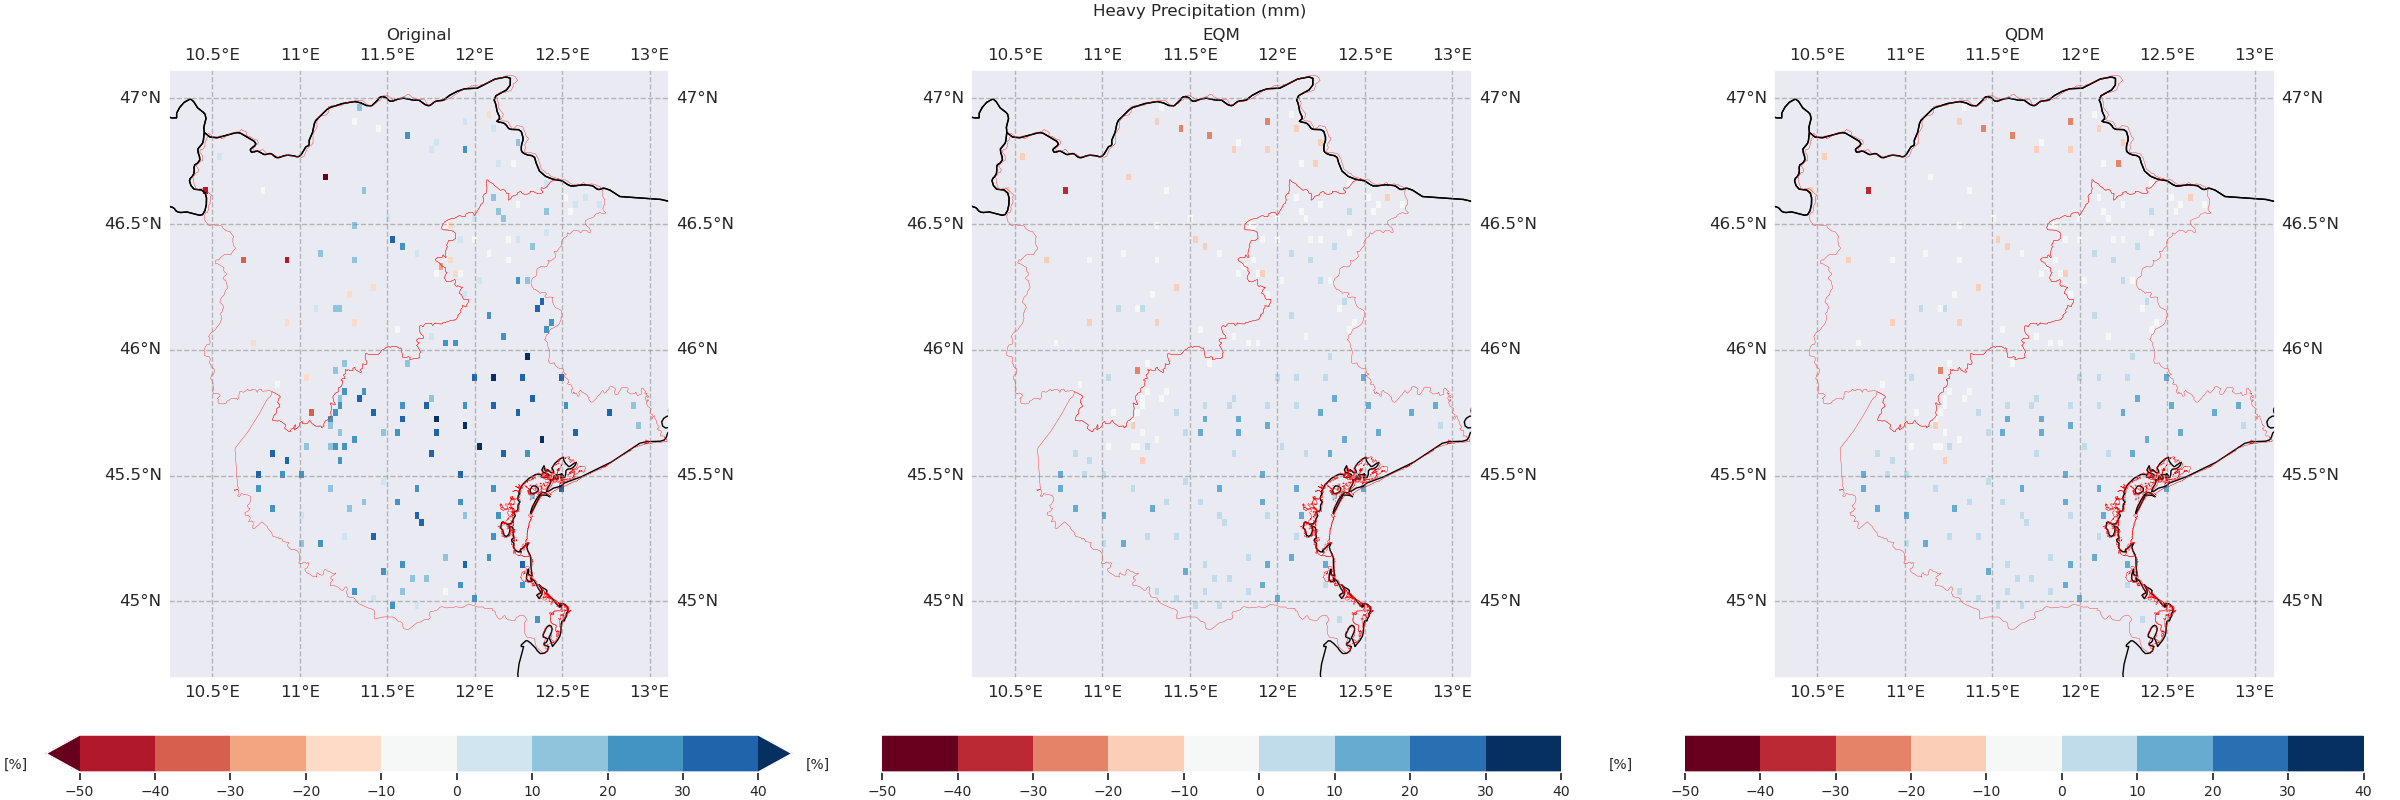 Heavy Precipitation (mm)
Original EQM QDM
10.5°E 11°E 11.5°E 12°E 12.5°E 13°E 10.5°E 11°E 11.5°E 12°E 12.5°E 13°E 10.5°E 11°E 11.5°E 12°E 12.5°E 13°E
47°N 47°N 47°N 47°N 47°N 47°N
46.5°N 46.5°N 46.5°N 46.5°N 46.5°N 46.5°N
46°N 46°N 46°N 46°N 46°N 46°N
45.5°N 45.5°N 45.5°N 45.5°N 45.5°N 45.5°N
45°N 45°N 45°N 45°N 45°N 45°N
10.5°E 11°E 11.5°E 12°E 12.5°E 13°E 10.5°E 11°E 11.5°E 12°E 12.5°E 13°E 10.5°E 11°E 11.5°E 12°E 12.5°E 13°E
[%] [%] [%]
−50 −40 −30 −20 −10 0 10 20 30 40 −50 −40 −30 −20 −10 0 10 20 30 40 −50 −40 −30 −20 −10 0 10 20 30 40